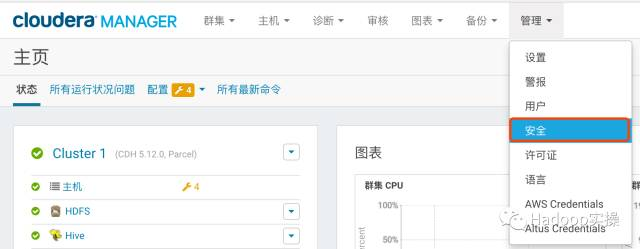 cloudera MANAGER 群集 主机 诊断 审核 图表 备份 管理
主页
状态 所有运行状况问题 配置 4 所有最新命令
设置
警报
用户
安全
许可证
语言
AWS Credentials
Altus Credentials
Cluster 1 (CDH 5.12.0, Parcel)
主机 4
HDFS
Hive
图表
群集 CPU
percent
100%
50%
Hadoop实操